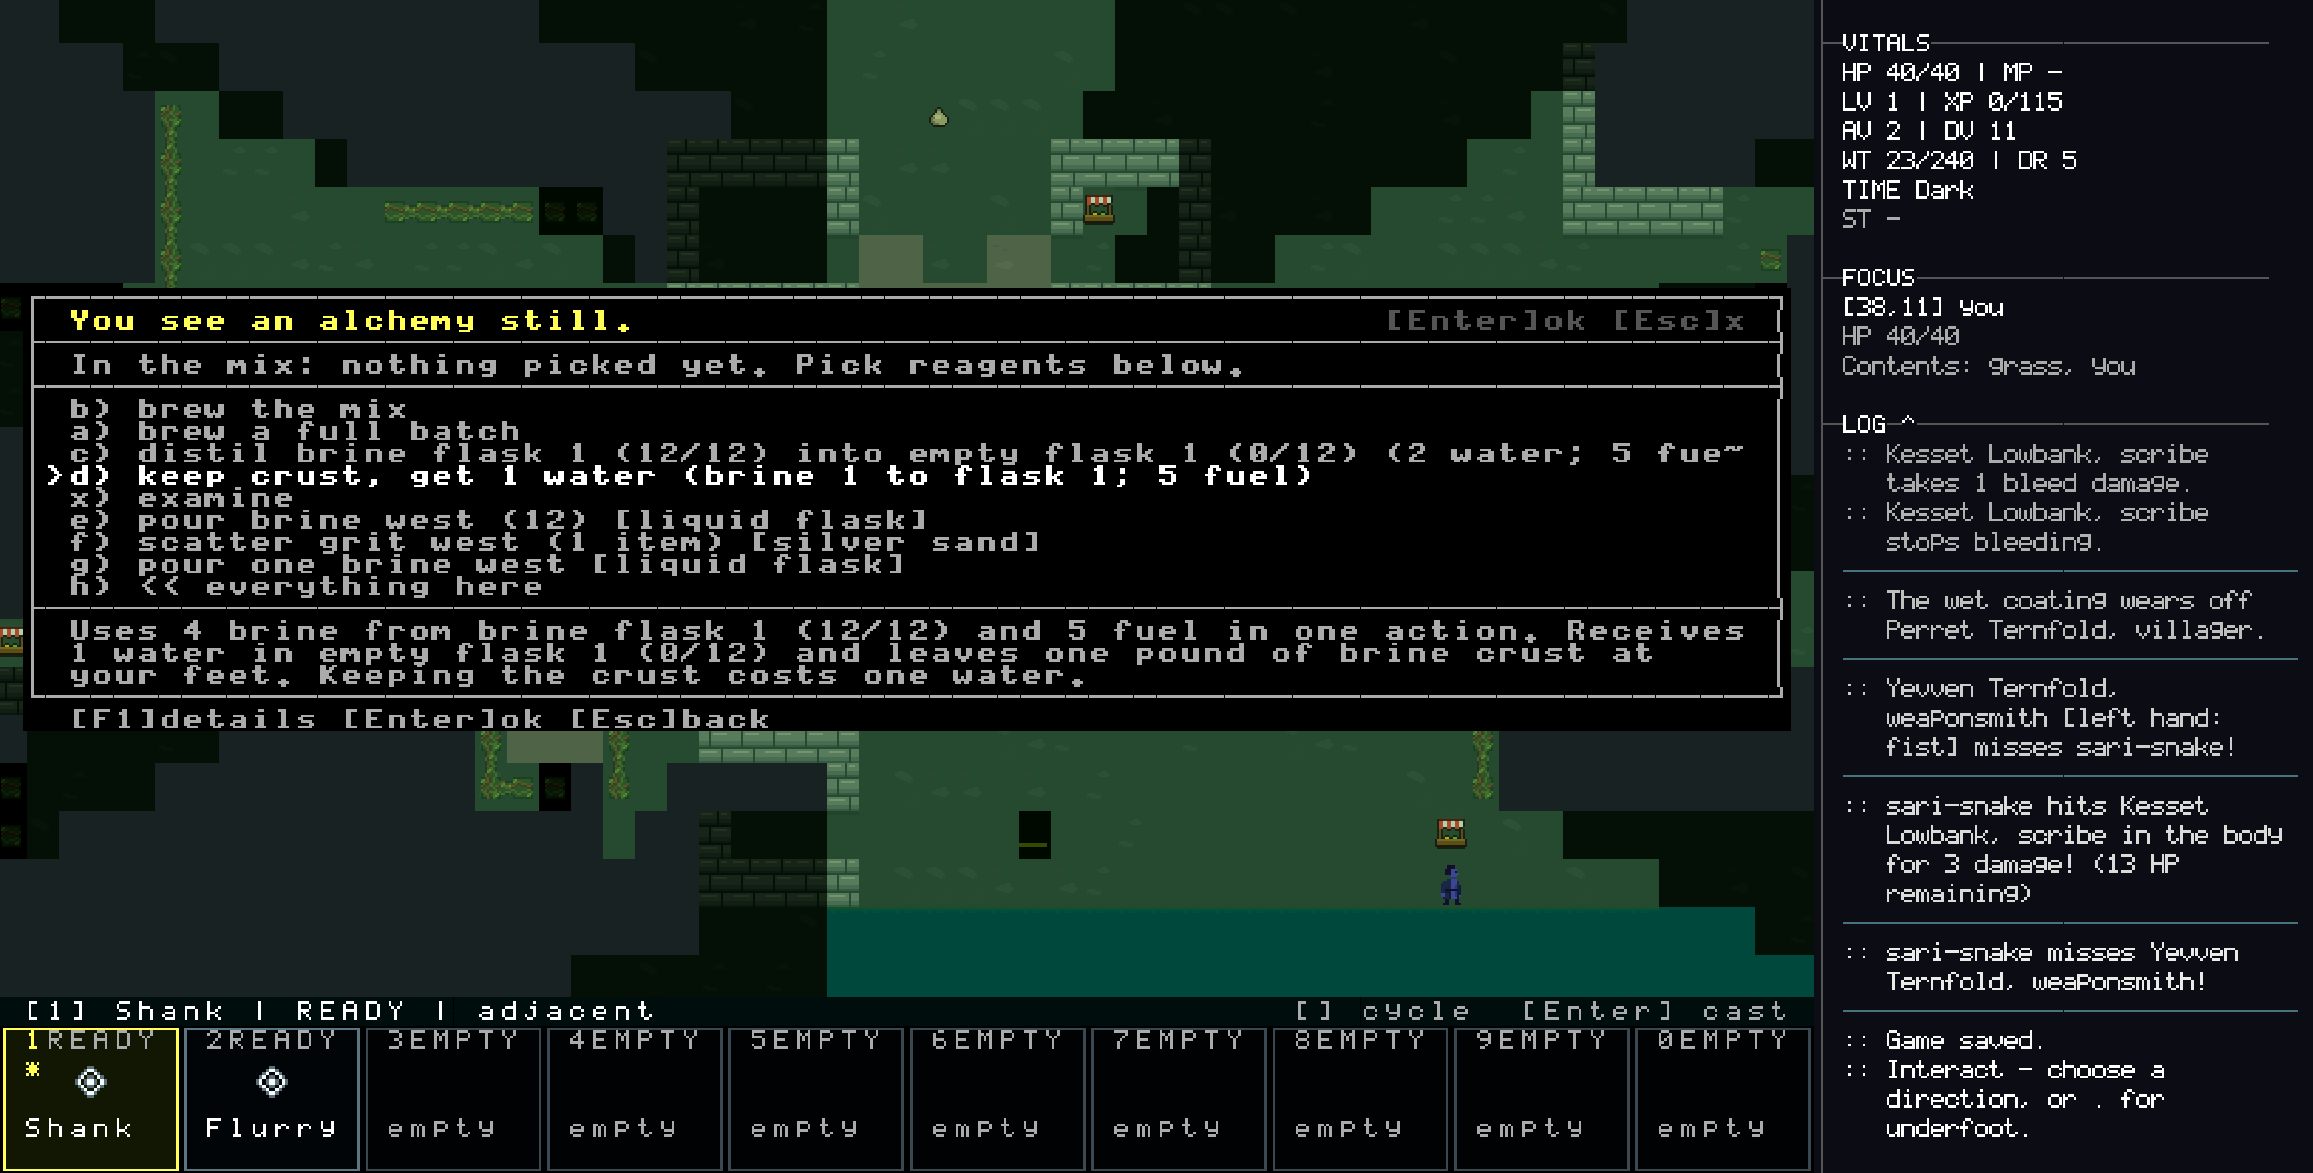 You see an alchemy still. [Enter]ok [Esc]x
In the mix: nothing picked yet. Pick reagents below.
b) brew the mix
a) brew a full batch
c) distil brine flask 1 (12/12) into empty flask 1 (0/12) (2 water; 5 fue~
>d) keep crust, get 1 water (brine 1 to flask 1; 5 fuel)
x) examine
e) pour brine west (12) [liquid flask]
f) scatter grit west (1 item) [silver sand]
g) pour one brine west [liquid flask]
h) << everything here
Uses 4 brine from brine flask 1 (12/12) and 5 fuel in one action. Receives
1 water in empty flask 1 (0/12) and leaves one pound of brine crust at
your feet. Keeping the crust costs one water.
[F1]details [Enter]ok [Esc]back
[1] Shank | READY | adjacent [] cycle [Enter] cast
1READY 2READY 3EMPTY 4EMPTY 5EMPTY 6EMPTY 7EMPTY 8EMPTY 9EMPTY 0EMPTY
*
Shank Flurry empty empty empty empty empty empty empty empty
VITALS
HP 40/40 | MP -
LV 1 | XP 0/115
AV 2 | DV 11
WT 23/240 | DR 5
TIME Dark
ST -
FOCUS
[38,11] You
HP 40/40
Contents: grass, You
LOG ^
:: Kesset Lowbank, scribe
takes 1 bleed damage.
:: Kesset Lowbank, scribe
stops bleeding.
:: The wet coating wears off
Perret Ternfold, villager.
:: Yevven Ternfold,
weaponsmith [left hand:
fist] misses sari-snake!
:: sari-snake hits Kesset
Lowbank, scribe in the body
for 3 damage! (13 HP
remaining)
:: sari-snake misses Yevven
Ternfold, weaponsmith!
:: Game saved.
:: Interact - choose a
direction, or . for
underfoot.